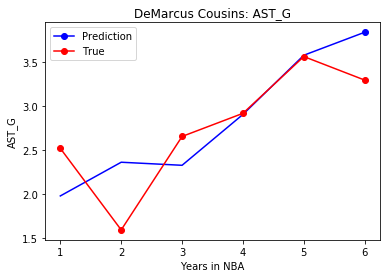 DeMarcus Cousins: AST_G
Prediction
True
AST_G
3.5
3.0
2.5
2.0
1.5
1 2 3 4 5 6
Years in NBA